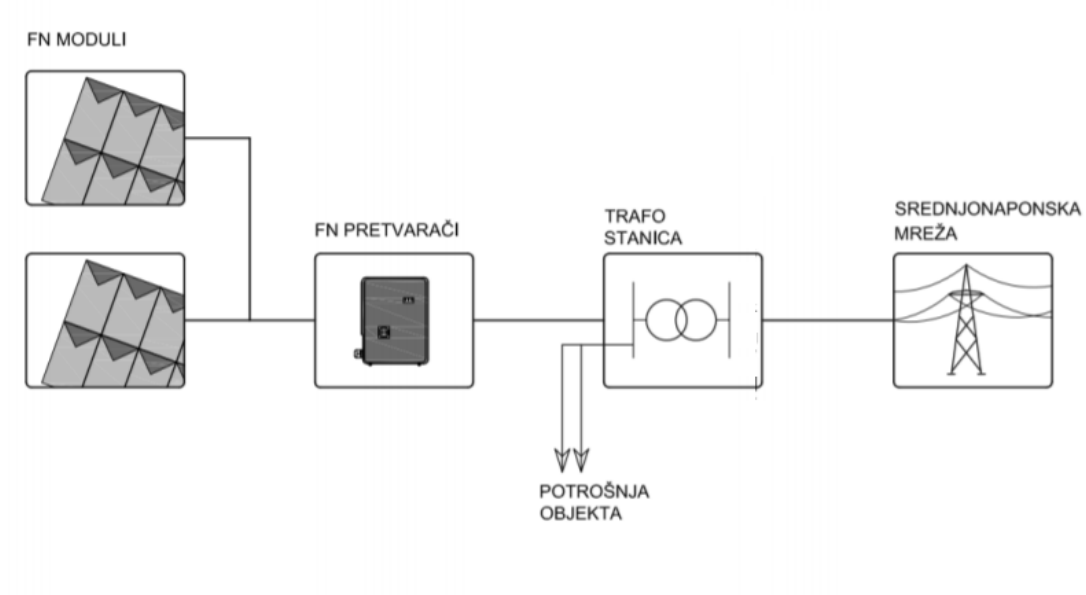 FN MODULI
FN PRETVARAČI
TRAFO
STANICA
SREDNJONAPONSKA
MREŽA
POTROŠNJA
OBJEKTA